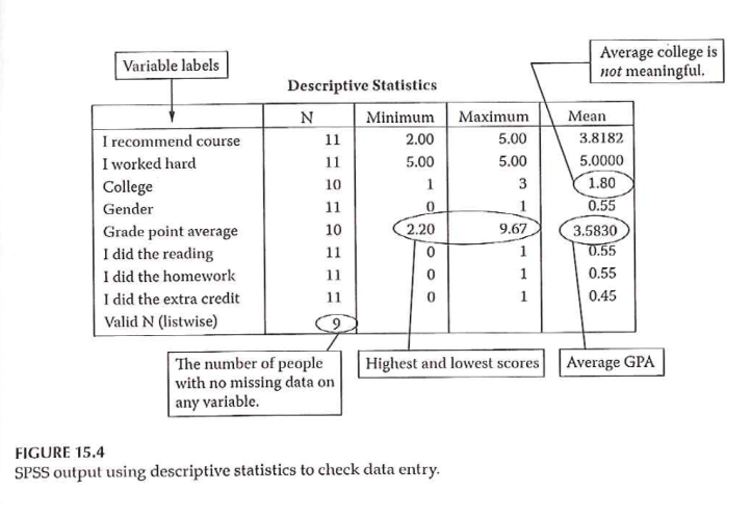 Variable labels
Average college is
not meaningful.
Descriptive Statistics
N Minimum Maximum Mean
I recommend course 11 2.00 5.00 3.8182
I worked hard 11 5.00 5.00 5.0000
College 10 1 3 1.80
Gender 11 0 1 0.55
Grade point average 10 2.20 9.67 3.5830
I did the reading 11 0 1 0.55
I did the homework 11 0 1 0.55
I did the extra credit 11 0 1 0.45
Valid N (listwise) 9
The number of people
with no missing data on
any variable.
Highest and lowest scores
Average GPA
FIGURE 15.4
SPSS output using descriptive statistics to check data entry.